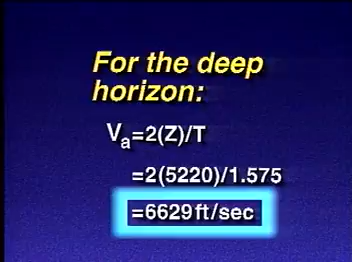 For the deep
horizon:
Va=2(Z)/T
=2(5220)/1.575
=6629ft/sec